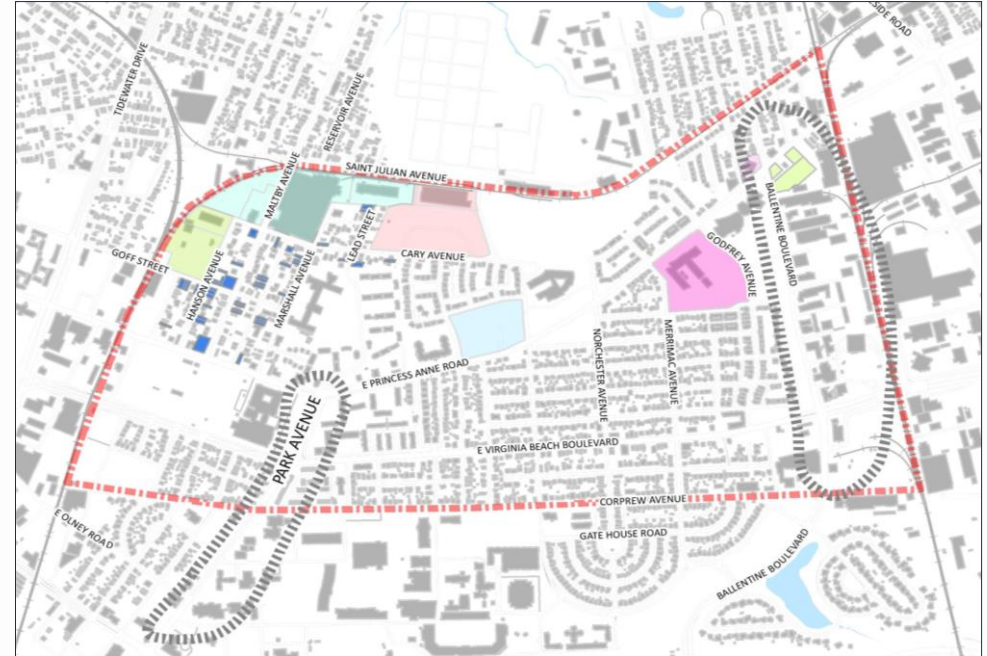 SIDE ROAD
TIDEWATER DRIVE
RESERVOIR AVENUE
SAINT JULIAN AVENUE
MALTBY AVENUE
BALLENTINE BOULEVARD
LEAD STREET
GODFREY AVENUE
CARY AVENUE
GOFF STREET
HANSON AVENUE
MARSHALL AVENUE
NORCHESTER AVENUE
MERRIMAC AVENUE
E PRINCESS ANNE ROAD
PARK AVENUE
E VIRGINIA BEACH BOULEVARD
CORPREW AVENUE
E OLNEY ROAD
GATE HOUSE ROAD
BALLENTINE BOULEVARD